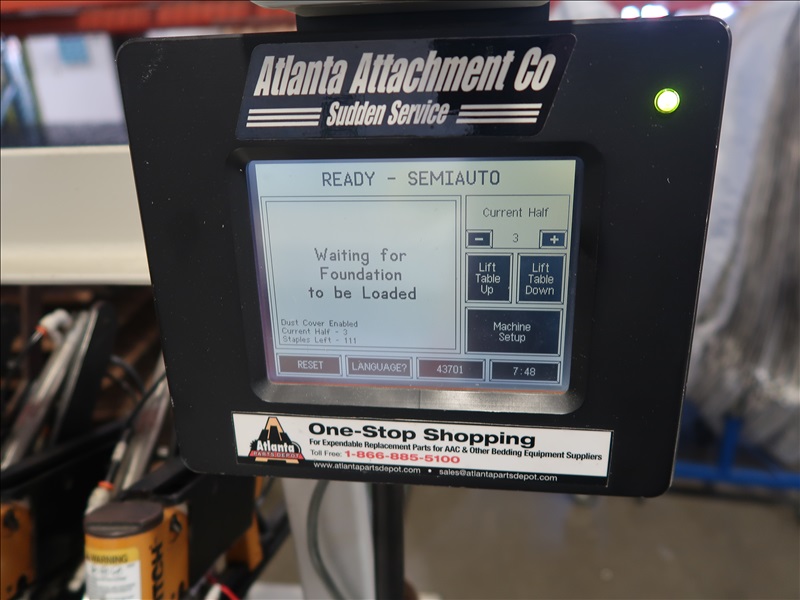 Atlanta Attachment Co
Sudden Service
READY - SEMIAUTO
Waiting for
Foundation
to be Loaded
Dust Cover Enabled
Current Half - 3
Staples Left - 111
Current Half
- 3 +
Lift
Table
Up
Lift
Table
Down
Machine
Setup
RESET
LANGUAGE?
43701
7:48
Atlanta
PARTS DEPOT
One-Stop Shopping
For Expendable Replacement Parts for AAC & Other Bedding Equipment Suppliers
Toll Free: 1-866-885-5100
www.atlantapartsdepot.com • sales@atlantapartsdepot.com
WARNING